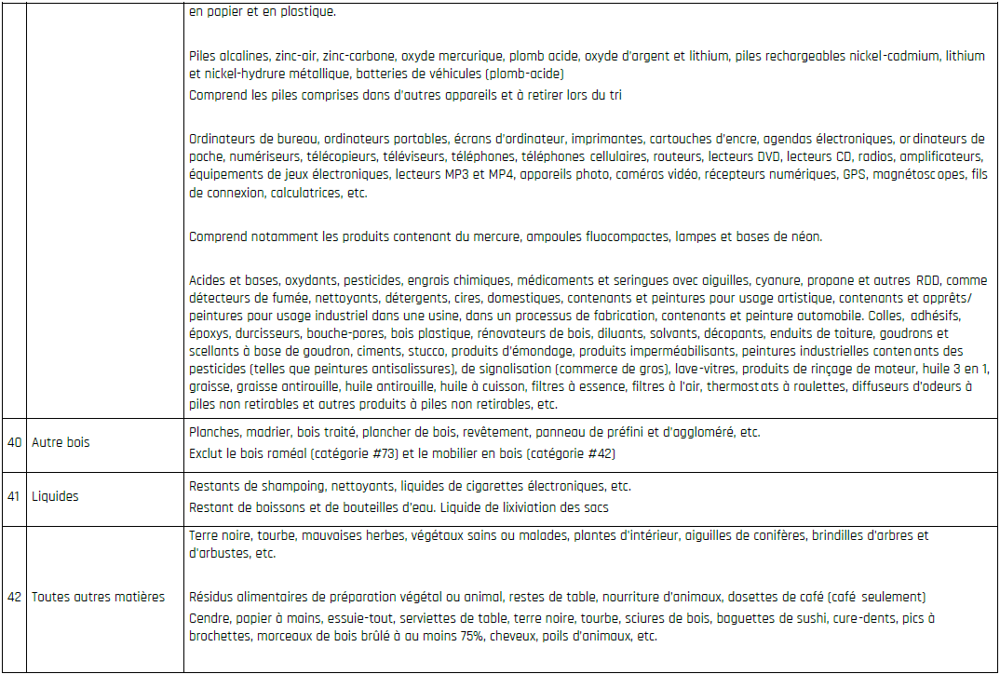 en papier et en plastique.
Piles alcalines, zinc-air, zinc-carbone, oxyde mercurique, plomb acide, oxyde d'argent et lithium, piles rechargeables nickel-cadmium, lithium
et nickel-hydrure métallique, batteries de véhicules (plomb-acide)
Comprend les piles comprises dans d'autres appareils et à retirer lors du tri
Ordinateurs de bureau, ordinateurs portables, écrans d'ordinateur, imprimantes, cartouches d'encre, agendas électroniques, ordinateurs de
poche, numériseurs, télécopieurs, téléviseurs, téléphones, téléphones cellulaires, routeurs, lecteurs DVD, lecteurs CD, radios, amplificateurs,
équipements de jeux électroniques, lecteurs MP3 et MP4, appareils photo, caméras vidéo, récepteurs numériques, GPS, magnétoscopes, fils
de connexion, calculatrices, etc.
Comprend notamment les produits contenant du mercure, ampoules fluocompactes, lampes et bases de néon.
Acides et bases, oxydants, pesticides, engrais chimiques, médicaments et seringues avec aiguilles, cyanure, propane et autres RDD, comme
détecteurs de fumée, nettoyants, détergents, cires, domestiques, contenants et peintures pour usage artistique, contenants et apprêts/
peintures pour usage industriel dans une usine, dans un processus de fabrication, contenants et peinture automobile. Colles, adhésifs,
époxys, durcisseurs, bouche-pores, bois plastique, rénovateurs de bois, diluants, solvants, décapants, enduits de toiture, goudrons et
scellants à base de goudron, ciments, stucco, produits d'émondage, produits imperméabilisants, peintures industrielles contenants des
pesticides (telles que peintures antisalissures), de signalisation (commerce de gros), lave-vitres, produits de rinçage de moteur, huile 3 en 1,
graisse, graisse antirouille, huile antirouille, huile à cuisson, filtres à essence, filtres à l'air, thermostats à roulettes, diffuseurs d'odeurs à
piles non retirables et autres produits à piles non retirables, etc.
40 Autre bois
Planches, madrier, bois traité, plancher de bois, revêtement, panneau de préfini et d'aggloméré, etc.
Exclut le bois raméal (catégorie #73) et le mobilier en bois (catégorie #42)
41 Liquides
Restants de shampoing, nettoyants, liquides de cigarettes électroniques, etc.
Restant de boissons et de bouteilles d'eau. Liquide de lixiviation des sacs
42 Toutes autres matières
Terre noire, tourbe, mauvaises herbes, végétaux sains ou malades, plantes d'intérieur, aiguilles de conifères, brindilles d'arbres et
d'arbustes, etc.
Résidus alimentaires de préparation végétal ou animal, restes de table, nourriture d'animaux, dosettes de café (café seulement)
Cendre, papier à mains, essuie-tout, serviettes de table, terre noire, tourbe, sciures de bois, baguettes de sushi, cure-dents, pics à
brochettes, morceaux de bois brûlé à au moins 75%, cheveux, poils d'animaux, etc.